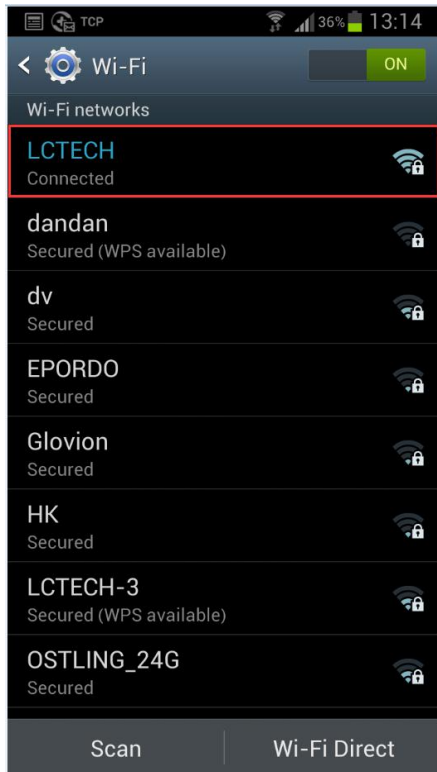 TCP 36% 13:14
Wi-Fi ON
Wi-Fi networks
LCTECH
Connected
dandan
Secured (WPS available)
dv
Secured
EPORDO
Secured
Glovion
Secured
HK
Secured
LCTECH-3
Secured (WPS available)
OSTLING_24G
Secured
Scan Wi-Fi Direct